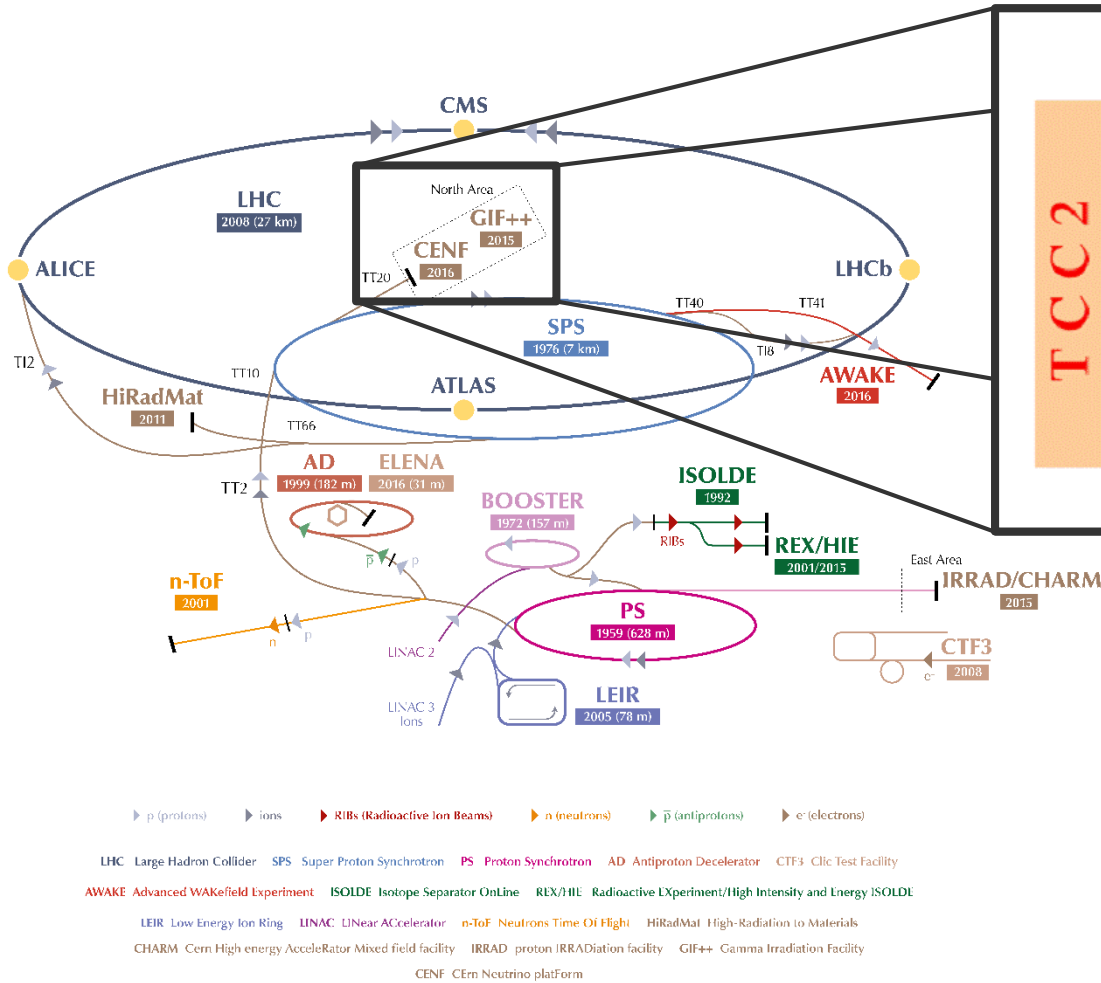 CMS
LHC
2008 (27 km)
North Area
GIF++
2015
CENF
2016
TT20
ALICE
LHCb
TT40
TT41
SPS
1976 (7 km)
TI8
TI2
TT10
ATLAS
AWAKE
2016
HiRadMat
2011
TT66
TCC2
AD
1999 (182 m)
ELENA
2016 (31 m)
TT2
BOOSTER
1972 (157 m)
ISOLDE
1992
RIBs
REX/HIE
2001/2015
East Area
IRRAD/CHARM
2015
p̅
p
n-ToF
2001
n
p
LINAC 2
PS
1959 (628 m)
CTF3
2008
e-
LINAC 3
Ions
LEIR
2005 (78 m)
p (protons) ions RIBs (Radioactive Ion Beams) n (neutrons) p̅ (antiprotons) e- (electrons)
LHC Large Hadron Collider SPS Super Proton Synchrotron PS Proton Synchrotron AD Antiproton Decelerator CTF3 Clic Test Facility
AWAKE Advanced WAKefield Experiment ISOLDE Isotope Separator OnLine REX/HIE Radioactive EXperiment/High Intensity and Energy ISOLDE
LEIR Low Energy Ion Ring LINAC LINear ACcelerator n-ToF Neutrons Time Of Flight HiRadMat High-Radiation to Materials
CHARM Cern High energy AcceleRator Mixed field facility IRRAD proton IRRADiation facility GIF++ Gamma Irradiation Facility
CENF CErn Neutrino platForm